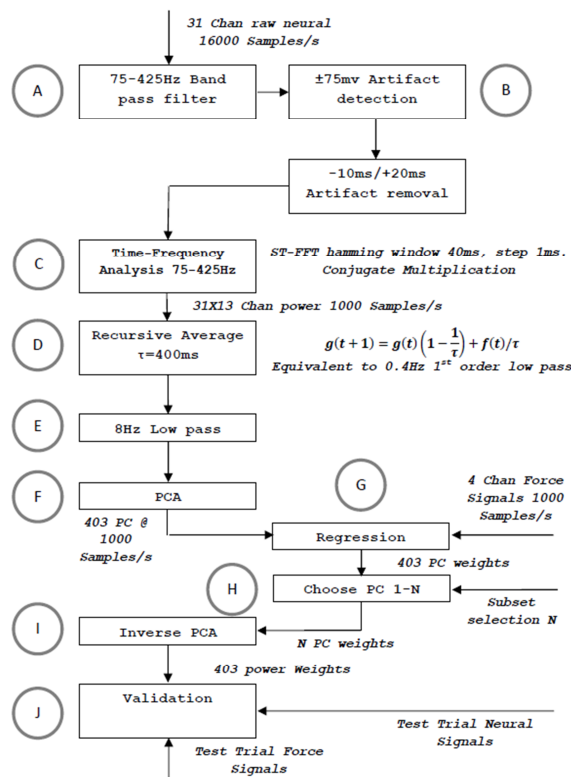 31 Chan raw neural
16000 Samples/s
A
75-425Hz Band
pass filter
±75mv Artifact
detection
B
-10ms/+20ms
Artifact removal
C
Time-Frequency
Analysis 75-425Hz
ST-FFT hamming window 40ms, step 1ms.
Conjugate Multiplication
31X13 Chan power 1000 Samples/s
D
Recursive Average
τ=400ms
g(t + 1) = g(t) (1 − 1/τ) + f(t)/τ
Equivalent to 0.4Hz 1st order low pass
E
8Hz Low pass
F
PCA
G
4 Chan Force
Signals 1000
Samples/s
403 PC @
1000
Samples/s
Regression
403 PC weights
H
Choose PC 1-N
Subset
selection N
I
Inverse PCA
N PC weights
403 power Weights
J
Validation
Test Trial Neural
Signals
Test Trial Force
Signals